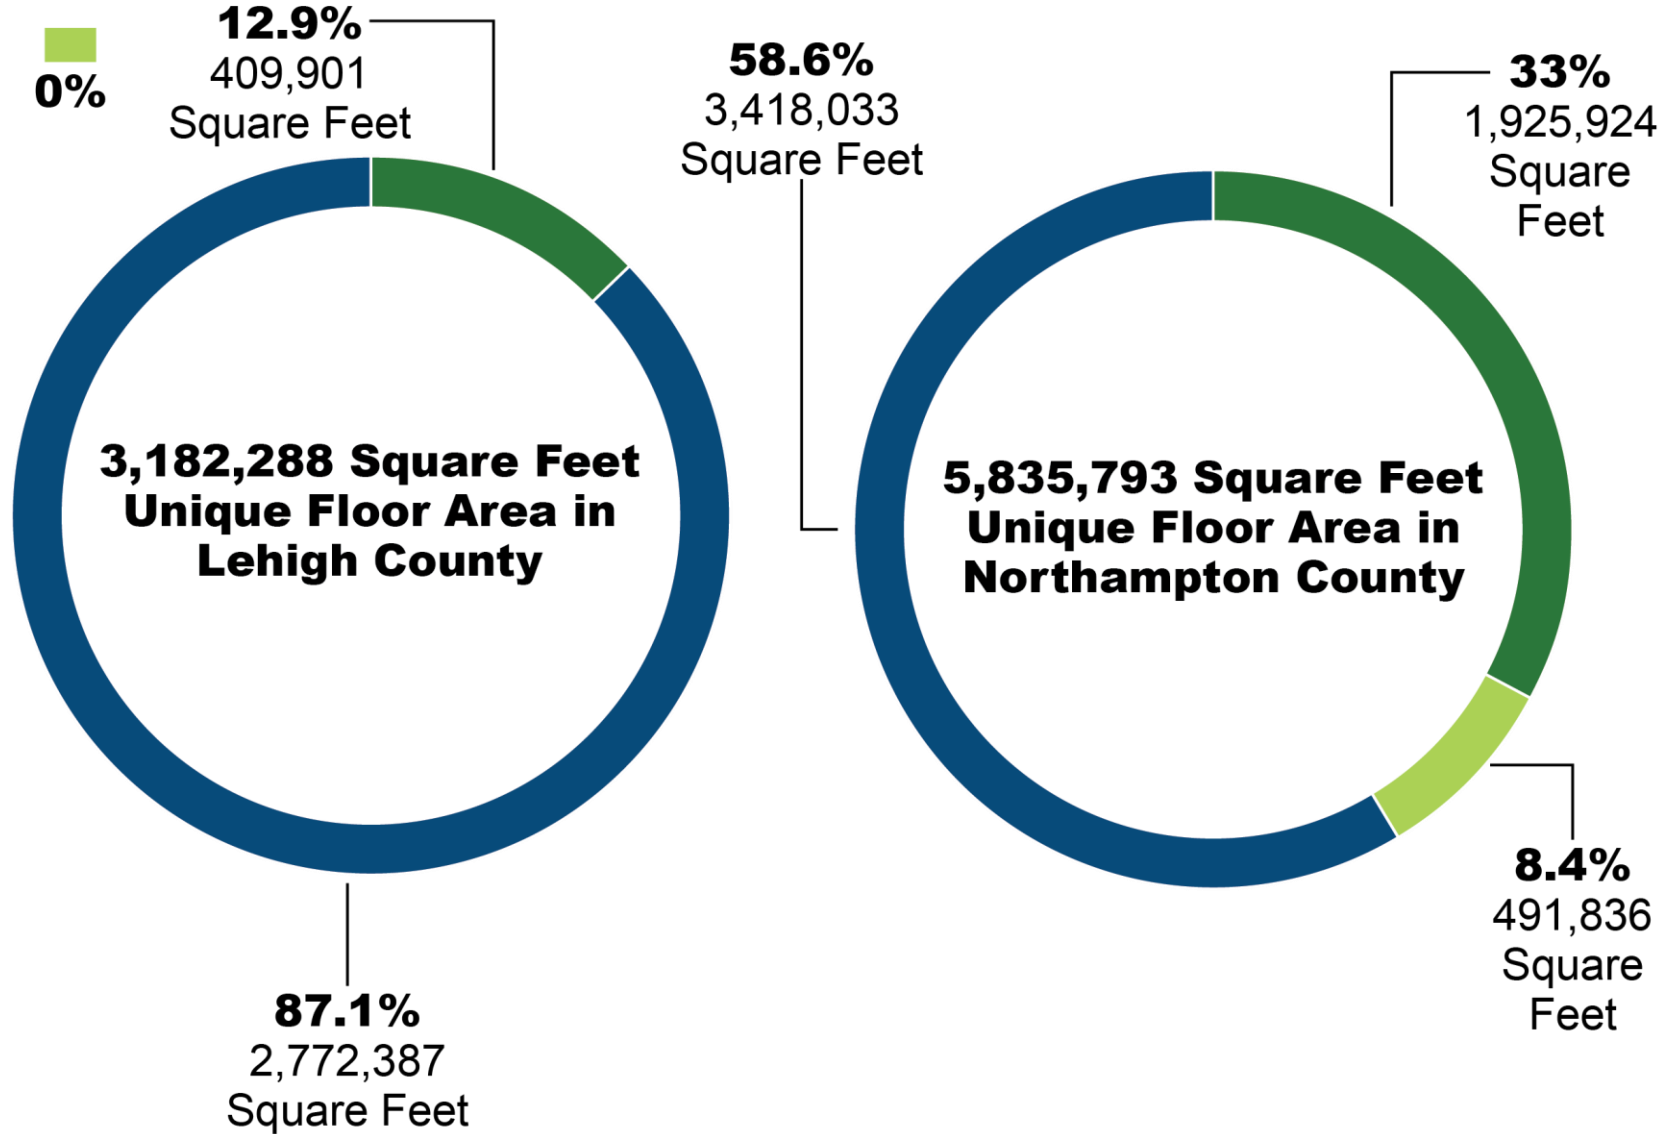 0%
12.9%
409,901
Square Feet
3,182,288 Square Feet
Unique Floor Area in
Lehigh County
87.1%
2,772,387
Square Feet
58.6%
3,418,033
Square Feet
33%
1,925,924
Square
Feet
5,835,793 Square Feet
Unique Floor Area in
Northampton County
8.4%
491,836
Square
Feet